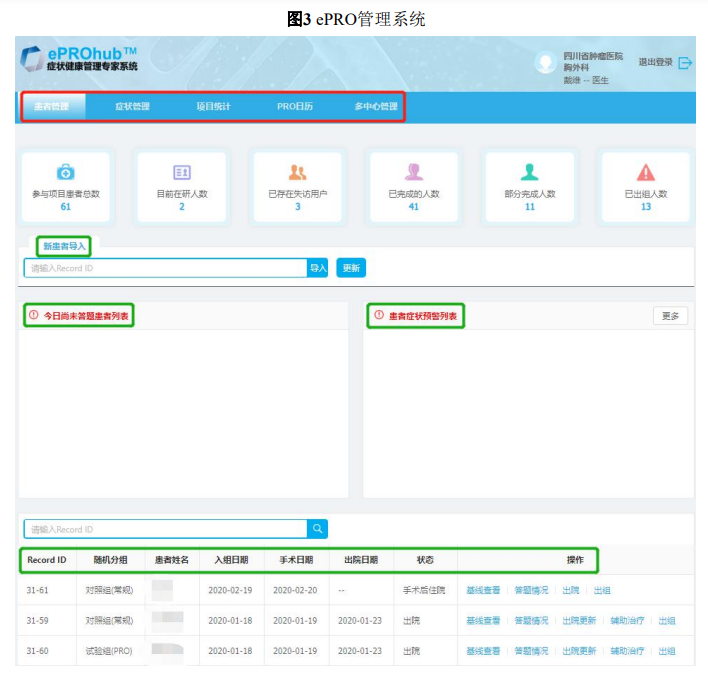 图3 ePRO管理系统
ePROhub™
症状健康管理专家系统
四川省肿瘤医院
胸外科
戴维 -- 医生
退出登录
患者管理 症状管理 项目统计 PRO日历 多中心管理
参与项目患者总数 目前在研人数 已存在失访用户 已完成的人数 部分完成人数 已出组人数
61 2 3 41 11 13
新患者导入
请输入Record ID 导入 更新
今日尚未答题患者列表 患者症状预警列表 更多
请输入Record ID
Record ID 随机分组 患者姓名 入组日期 手术日期 出院日期 状态 操作
31-61 对照组(常规) 2020-02-19 2020-02-20 -- 手术后住院 基线查看 答题情况 出院 出组
31-59 对照组(常规) 2020-01-18 2020-01-19 2020-01-23 出院 基线查看 答题情况 出院更新 辅助治疗 出组
31-60 试验组(PRO) 2020-01-18 2020-01-19 2020-01-23 出院 基线查看 答题情况 出院更新 辅助治疗 出组